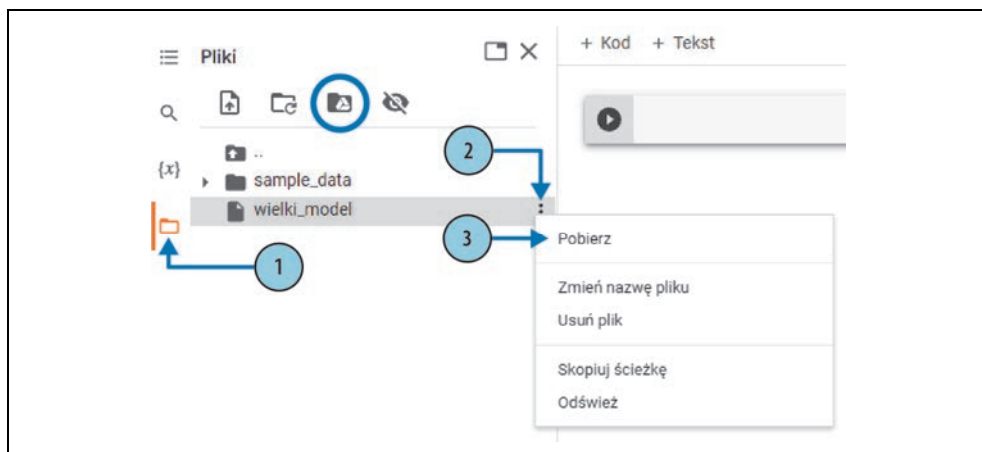 Pliki
+ Kod + Tekst
{x}
..
sample_data
wielki_model
1
2
3
Pobierz
Zmień nazwę pliku
Usuń plik
Skopiuj ścieżkę
Odśwież